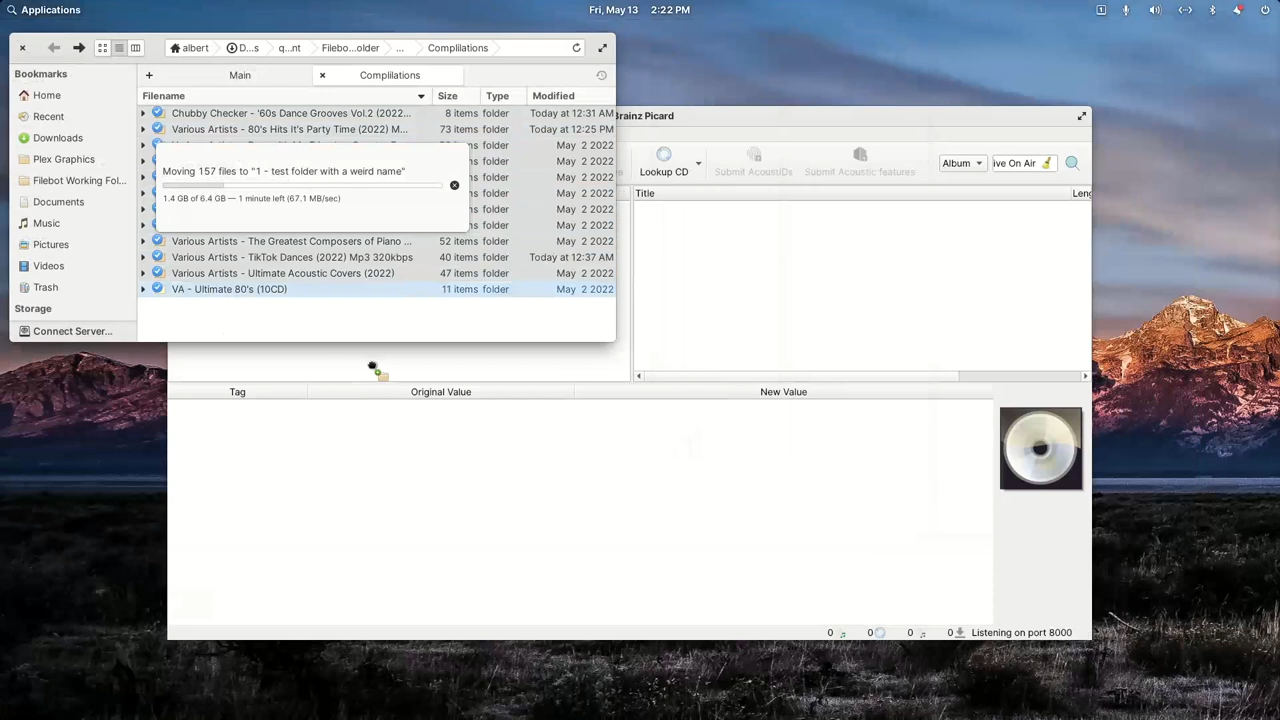 Applications
Fri, May 13 2:22 PM
1
albert D...s q...nt Filebo...older ... Complilations
Bookmarks
Home
Recent
Downloads
Plex Graphics
Filebot Working Fol...
Documents
Music
Pictures
Videos
Trash
Storage
Connect Server...
+ Main × Complilations
Filename Size Type Modified
Chubby Checker - '60s Dance Grooves Vol.2 (2022... 8 items folder Today at 12:31 AM
Various Artists - 80's Hits It's Party Time (2022) M... 73 items folder Today at 12:25 PM
folder May 2 2022
folder May 2 2022
folder May 2 2022
folder May 2 2022
folder May 2 2022
folder May 2 2022
Various Artists - The Greatest Composers of Piano ... 52 items folder May 2 2022
Various Artists - TikTok Dances (2022) Mp3 320kbps 40 items folder Today at 12:37 AM
Various Artists - Ultimate Acoustic Covers (2022) 47 items folder May 2 2022
VA - Ultimate 80's (10CD) 11 items folder May 2 2022
Moving 157 files to "1 - test folder with a weird name"
1.4 GB of 6.4 GB — 1 minute left (67.1 MB/sec)
Brainz Picard
Lookup CD Submit AcoustIDs Submit Acoustic features Album ive On Air
Title Leng
Tag Original Value New Value
0 0 0 0 Listening on port 8000